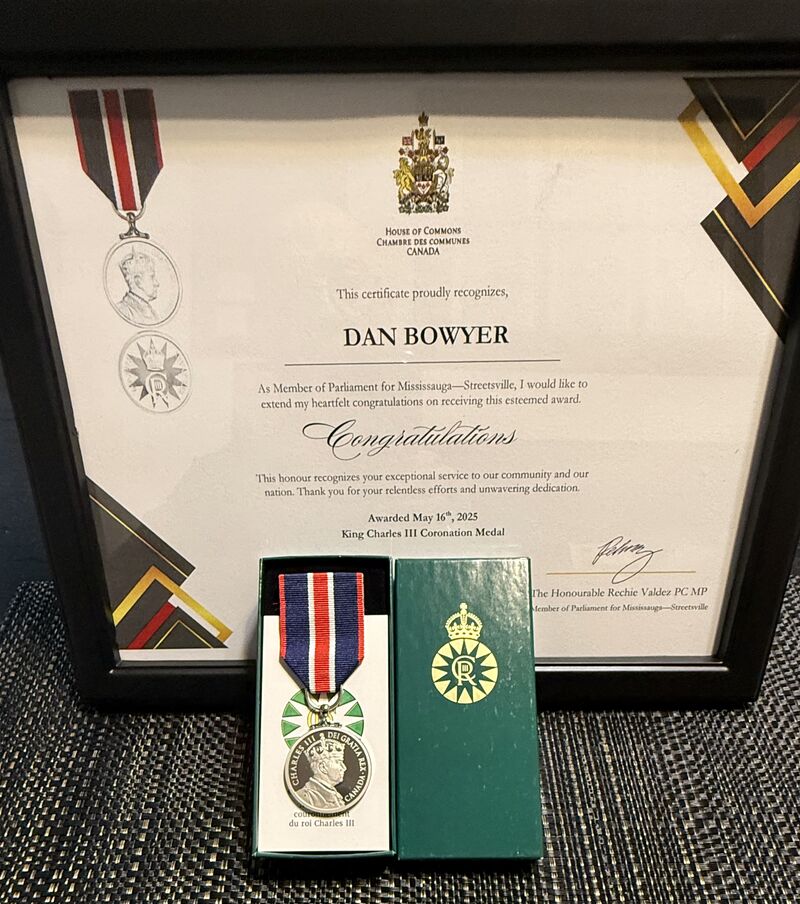 HOUSE OF COMMONS
CHAMBRE DES COMMUNES
CANADA
This certificate proudly recognizes,
DAN BOWYER
As Member of Parliament for Mississauga—Streetsville, I would like to
extend my heartfelt congratulations on receiving this esteemed award.
Congratulations
This honour recognizes your exceptional service to our community and our
nation. Thank you for your relentless efforts and unwavering dedication.
Awarded May 16th, 2025
King Charles III Coronation Medal
The Honourable Rechie Valdez PC MP
Member of Parliament for Mississauga—Streetsville
CHARLES III DEI GRATIA REX
CANADA
couronnement
du roi Charles III